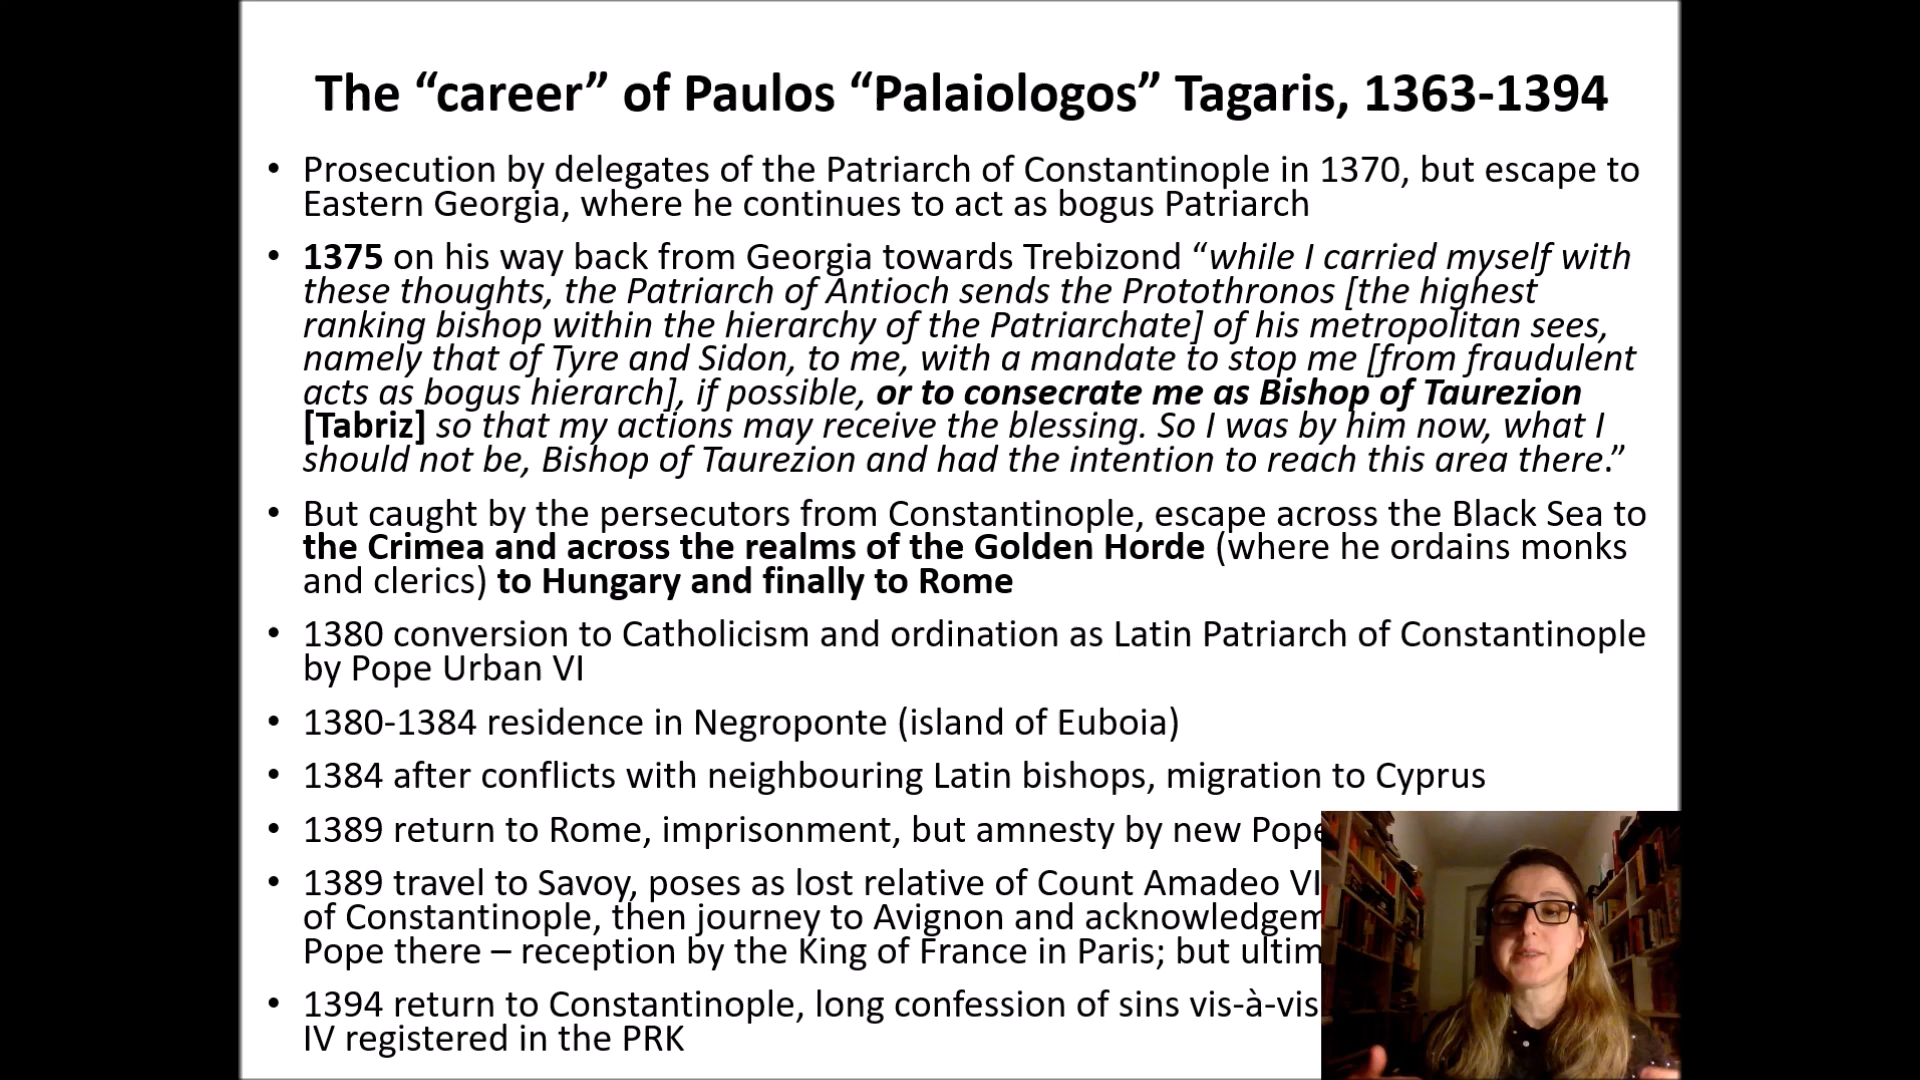 The “career” of Paulos “Palaiologos” Tagaris, 1363-1394
• Prosecution by delegates of the Patriarch of Constantinople in 1370, but escape to
Eastern Georgia, where he continues to act as bogus Patriarch
• 1375 on his way back from Georgia towards Trebizond “while I carried myself with
these thoughts, the Patriarch of Antioch sends the Protothronos [the highest
ranking bishop within the hierarchy of the Patriarchate] of his metropolitan sees,
namely that of Tyre and Sidon, to me, with a mandate to stop me [from fraudulent
acts as bogus hierarch], if possible, or to consecrate me as Bishop of Taurezion
[Tabriz] so that my actions may receive the blessing. So I was by him now, what I
should not be, Bishop of Taurezion and had the intention to reach this area there.”
• But caught by the persecutors from Constantinople, escape across the Black Sea to
the Crimea and across the realms of the Golden Horde (where he ordains monks
and clerics) to Hungary and finally to Rome
• 1380 conversion to Catholicism and ordination as Latin Patriarch of Constantinople
by Pope Urban VI
• 1380-1384 residence in Negroponte (island of Euboia)
• 1384 after conflicts with neighbouring Latin bishops, migration to Cyprus
• 1389 return to Rome, imprisonment, but amnesty by new Pope
• 1389 travel to Savoy, poses as lost relative of Count Amadeo VI
of Constantinople, then journey to Avignon and
Pope there – reception by the King of France in Paris; but
• 1394 return to Constantinople, long confession of sins vis-à-vis
IV registered in the PRK